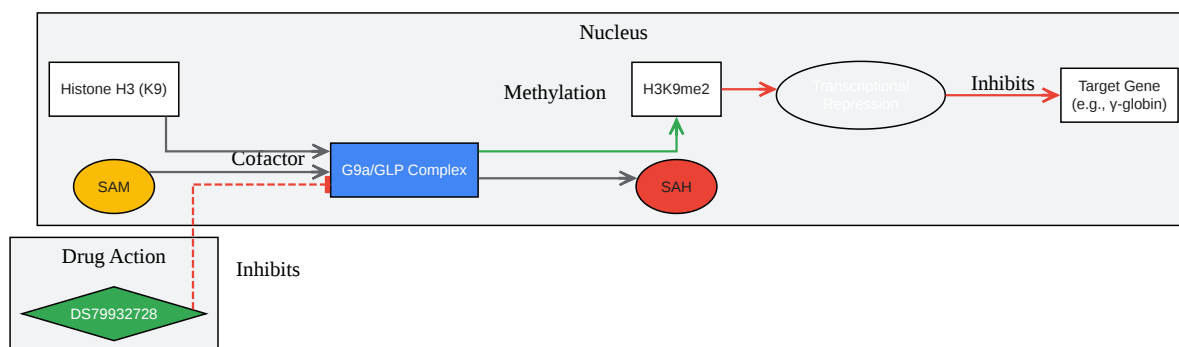 Nucleus
Histone H3 (K9)
Methylation
H3K9me2
Transcriptional
Repression
Inhibits
Target Gene
(e.g., γ-globin)
Cofactor
G9a/GLP Complex
SAM
SAH
Drug Action
Inhibits
DS79932728